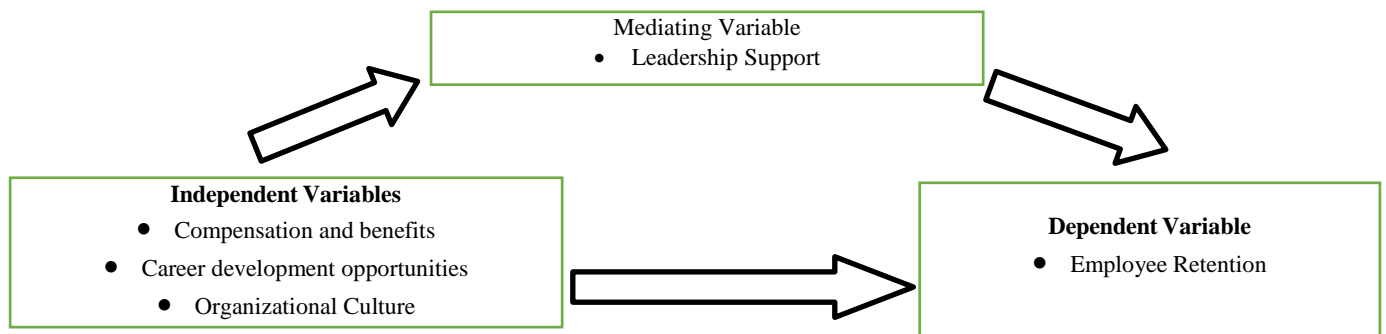 Mediating Variable
• Leadership Support
Independent Variables
• Compensation and benefits
• Career development opportunities
• Organizational Culture
Dependent Variable
• Employee Retention